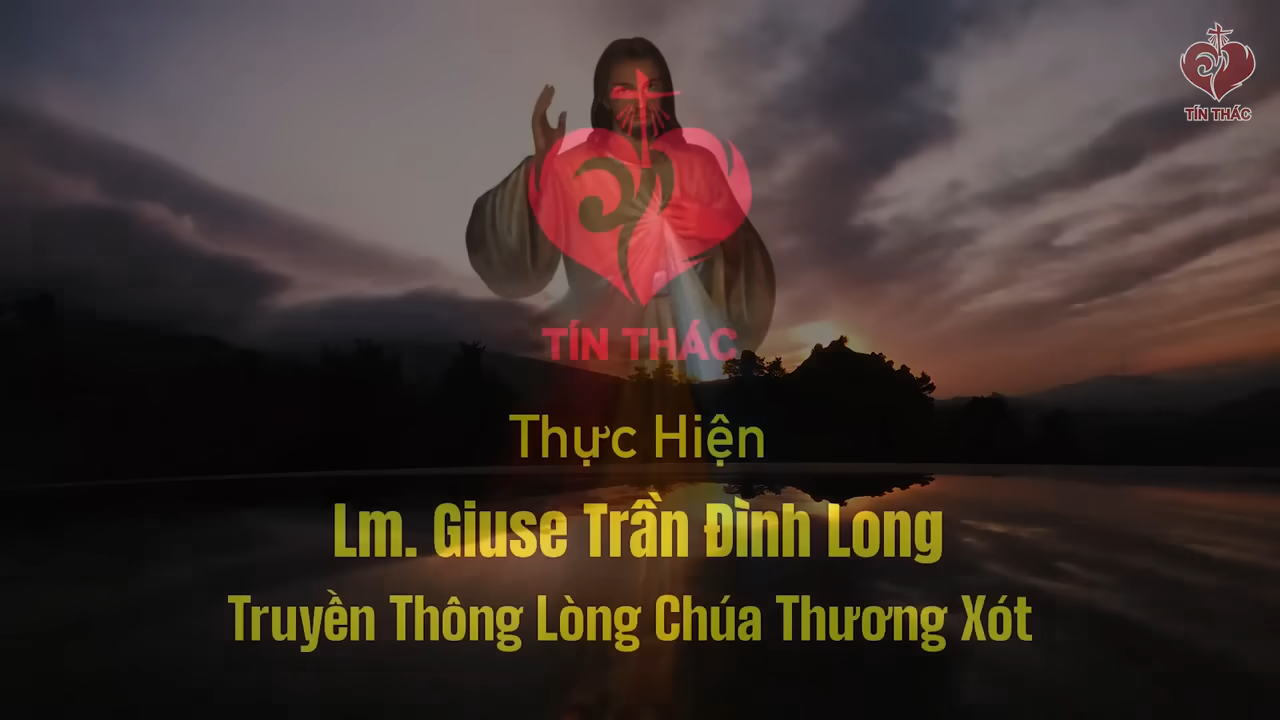 TÍN THÁC
TÍN THÁC
Thực Hiện
Lm. Giuse Trần Đình Long
Truyền Thông Lòng Chúa Thương Xót